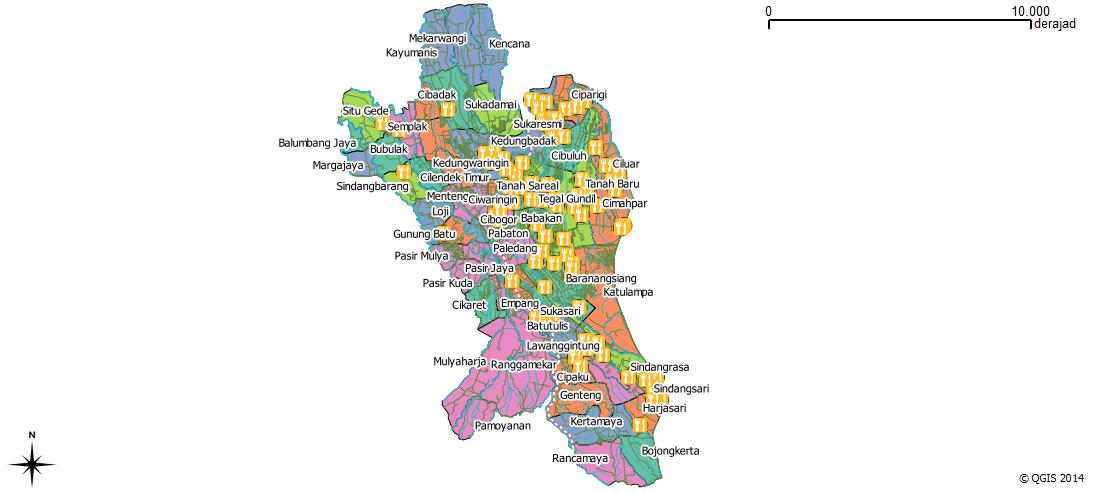 0 10.000
derajad
Mekarwangi
Kencana
Kayumanis
Cibadak
Ciparigi
Sukadamai
Situ Gede
Sukaresmi
Semplak
Kedungbadak
Balumbang Jaya
Bubulak
Cibuluh
Margajaya
Kedungwaringin
Ciluar
Cilendek Timur
Sindangbarang
Tanah Sareal
Tanah Baru
Menteng
Ciwaringin
Tegal Gundil
Cimahpar
Loji
Cibogor
Babakan
Gunung Batu
Pabaton
Paledang
Pasir Mulya
Pasir Jaya
Baranangsiang
Pasir Kuda
Katulampa
Cikaret
Empang
Sukasari
Batutulis
Lawanggintung
Mulyaharja
Ranggamekar
Sindangrasa
Cipaku
Sindangsari
Genteng
Harjasari
Kertamaya
Pamoyanan
N
Bojongkerta
Rancamaya
© QGIS 2014